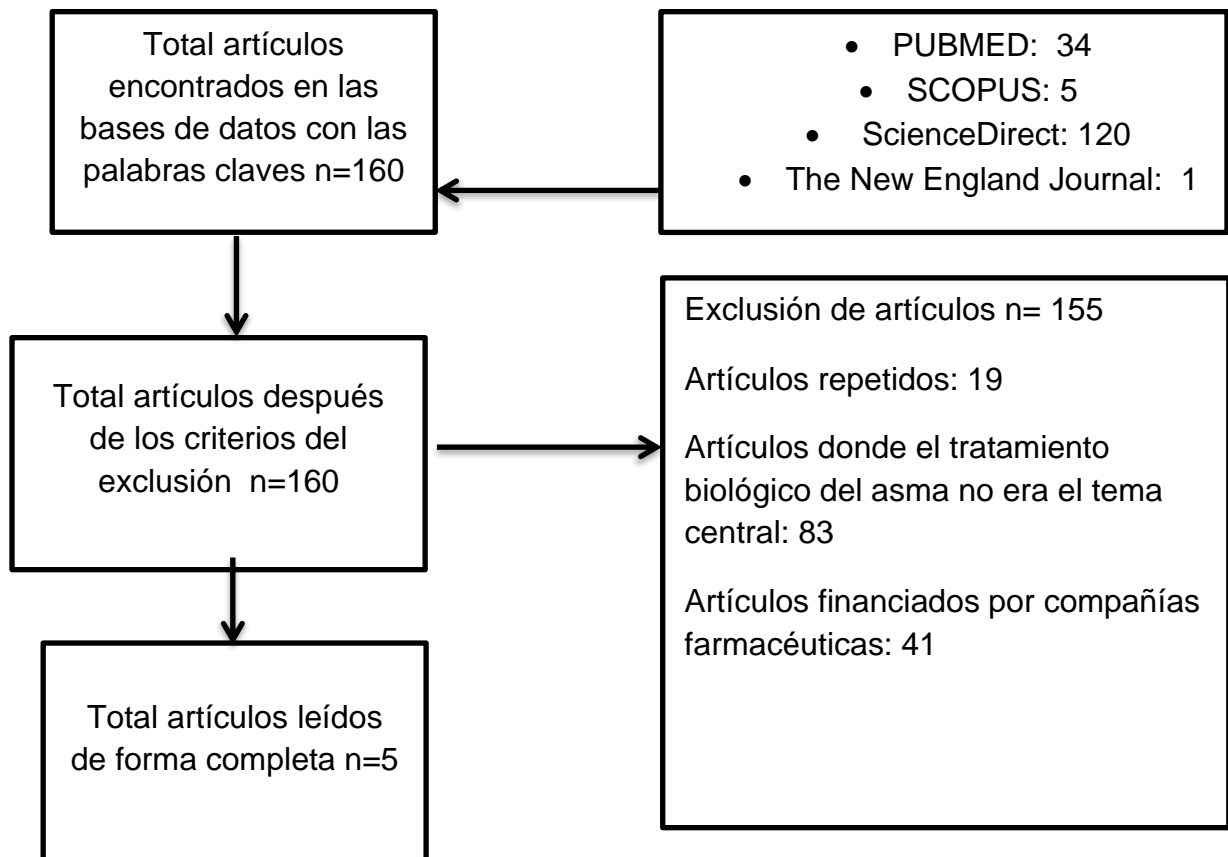 Total artículos
encontrados en las
bases de datos con las
palabras claves n=160
• PUBMED: 34
• SCOPUS: 5
• ScienceDirect: 120
• The New England Journal: 1
Total artículos después
de los criterios del
exclusión n=160
Exclusión de artículos n= 155
Artículos repetidos: 19
Artículos donde el tratamiento
biológico del asma no era el tema
central: 83
Artículos financiados por compañías
farmacéuticas: 41
Total artículos leídos
de forma completa n=5